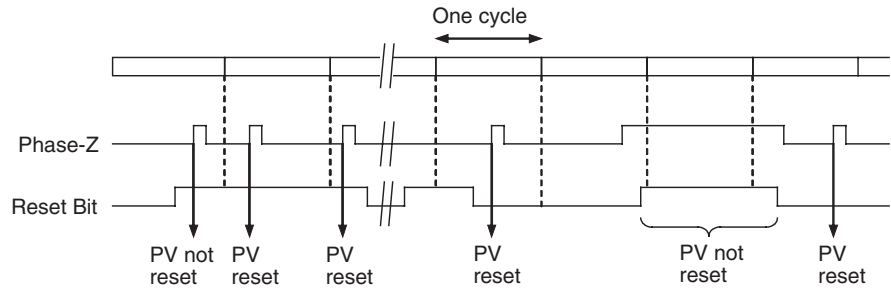 One cycle
Phase-Z
Reset Bit
PV not
reset
PV
reset
PV
reset
PV
reset
PV not
reset
PV
reset